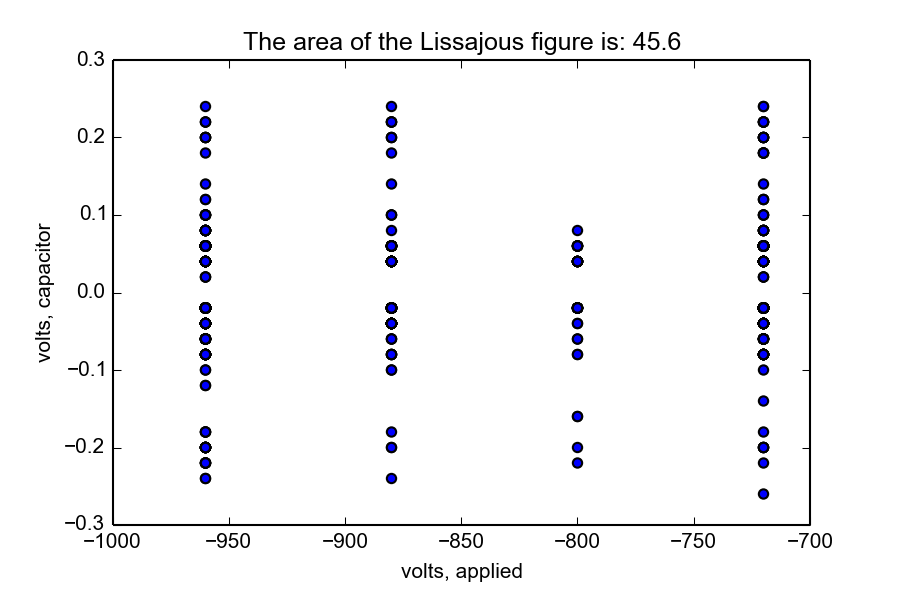 The area of the Lissajous figure is: 45.6
0.3
0.2
0.1
0.0
−0.1
−0.2
−0.3
volts, capacitor
−1000 −950 −900 −850 −800 −750 −700
volts, applied